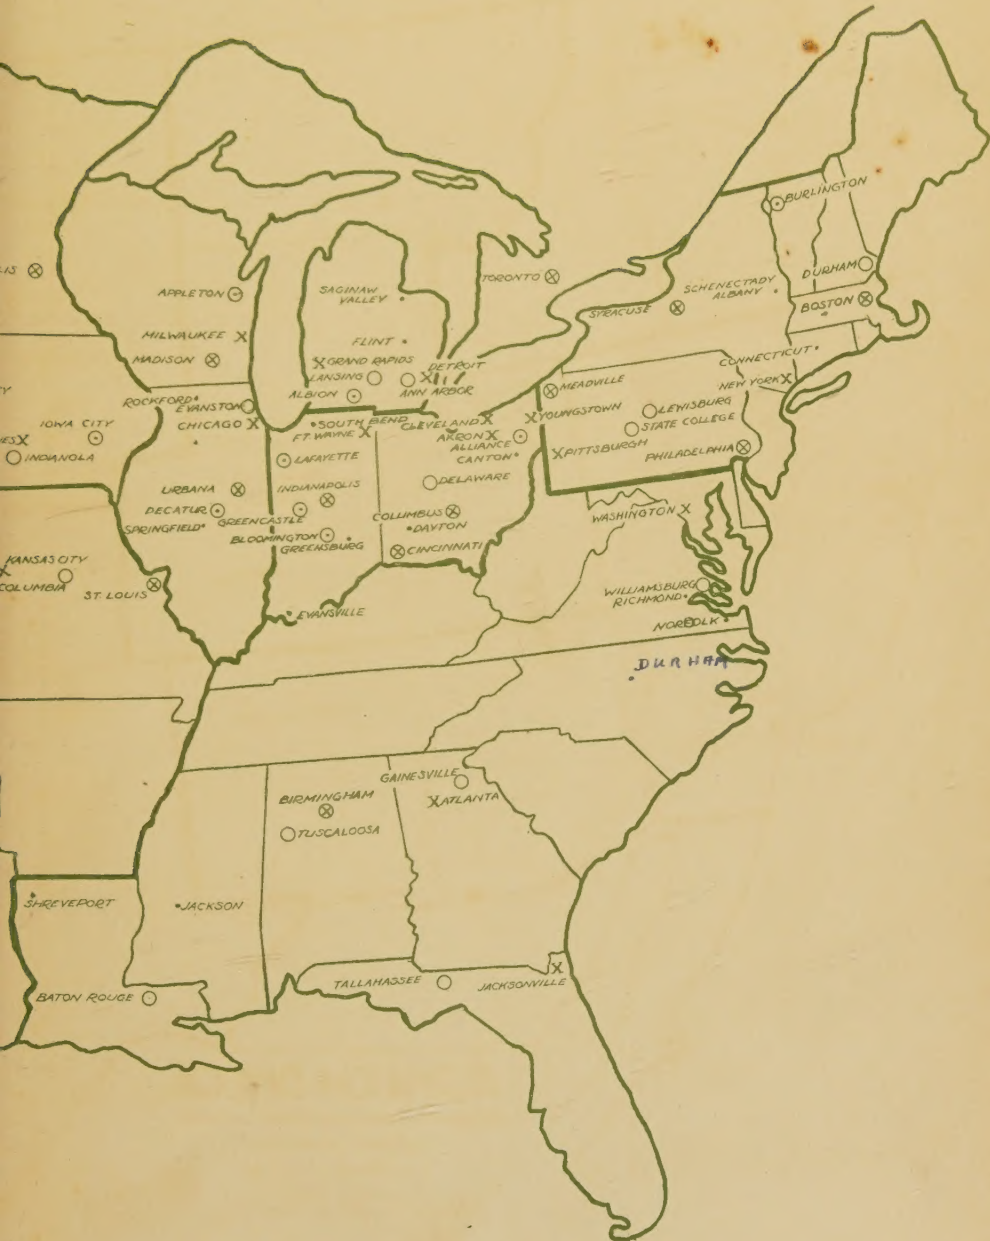 BURLINGTON
LIS
TORONTO
DURHAM
APPLETON
SAGINAW
VALLEY
SCHENECTADY
ALBANY
BOSTON
SYRACUSE
MILWAUKEE
FLINT
MADISON
GRAND RAPIDS
DETROIT
CONNECTICUT
LANSING
ANN ARBOR
MEADVILLE
NEW YORK
ALBION
ROCKFORD
EVANSTON
LEWISBURG
YOUNGSTOWN
CHICAGO
SOUTH BEND
CLEVELAND
IOWA CITY
FT. WAYNE
AKRON
STATE COLLEGE
ALLIANCE
PITTSBURGH
PHILADELPHIA
CANTON
INDIANOLA
LAFAYETTE
DELAWARE
URBANA
INDIANAPOLIS
DECATUR
GREENCASTLE
COLUMBUS
WASHINGTON
SPRINGFIELD
BLOOMINGTON
DAYTON
GREENSBURG
CINCINNATI
KANSAS CITY
COLUMBIA
ST. LOUIS
WILLIAMSBURG
RICHMOND
EVANSVILLE
NORFOLK
DURHAM
GAINESVILLE
BIRMINGHAM
ATLANTA
TUSCALOOSA
SHREVEPORT
JACKSON
TALLAHASSEE
JACKSONVILLE
BATON ROUGE